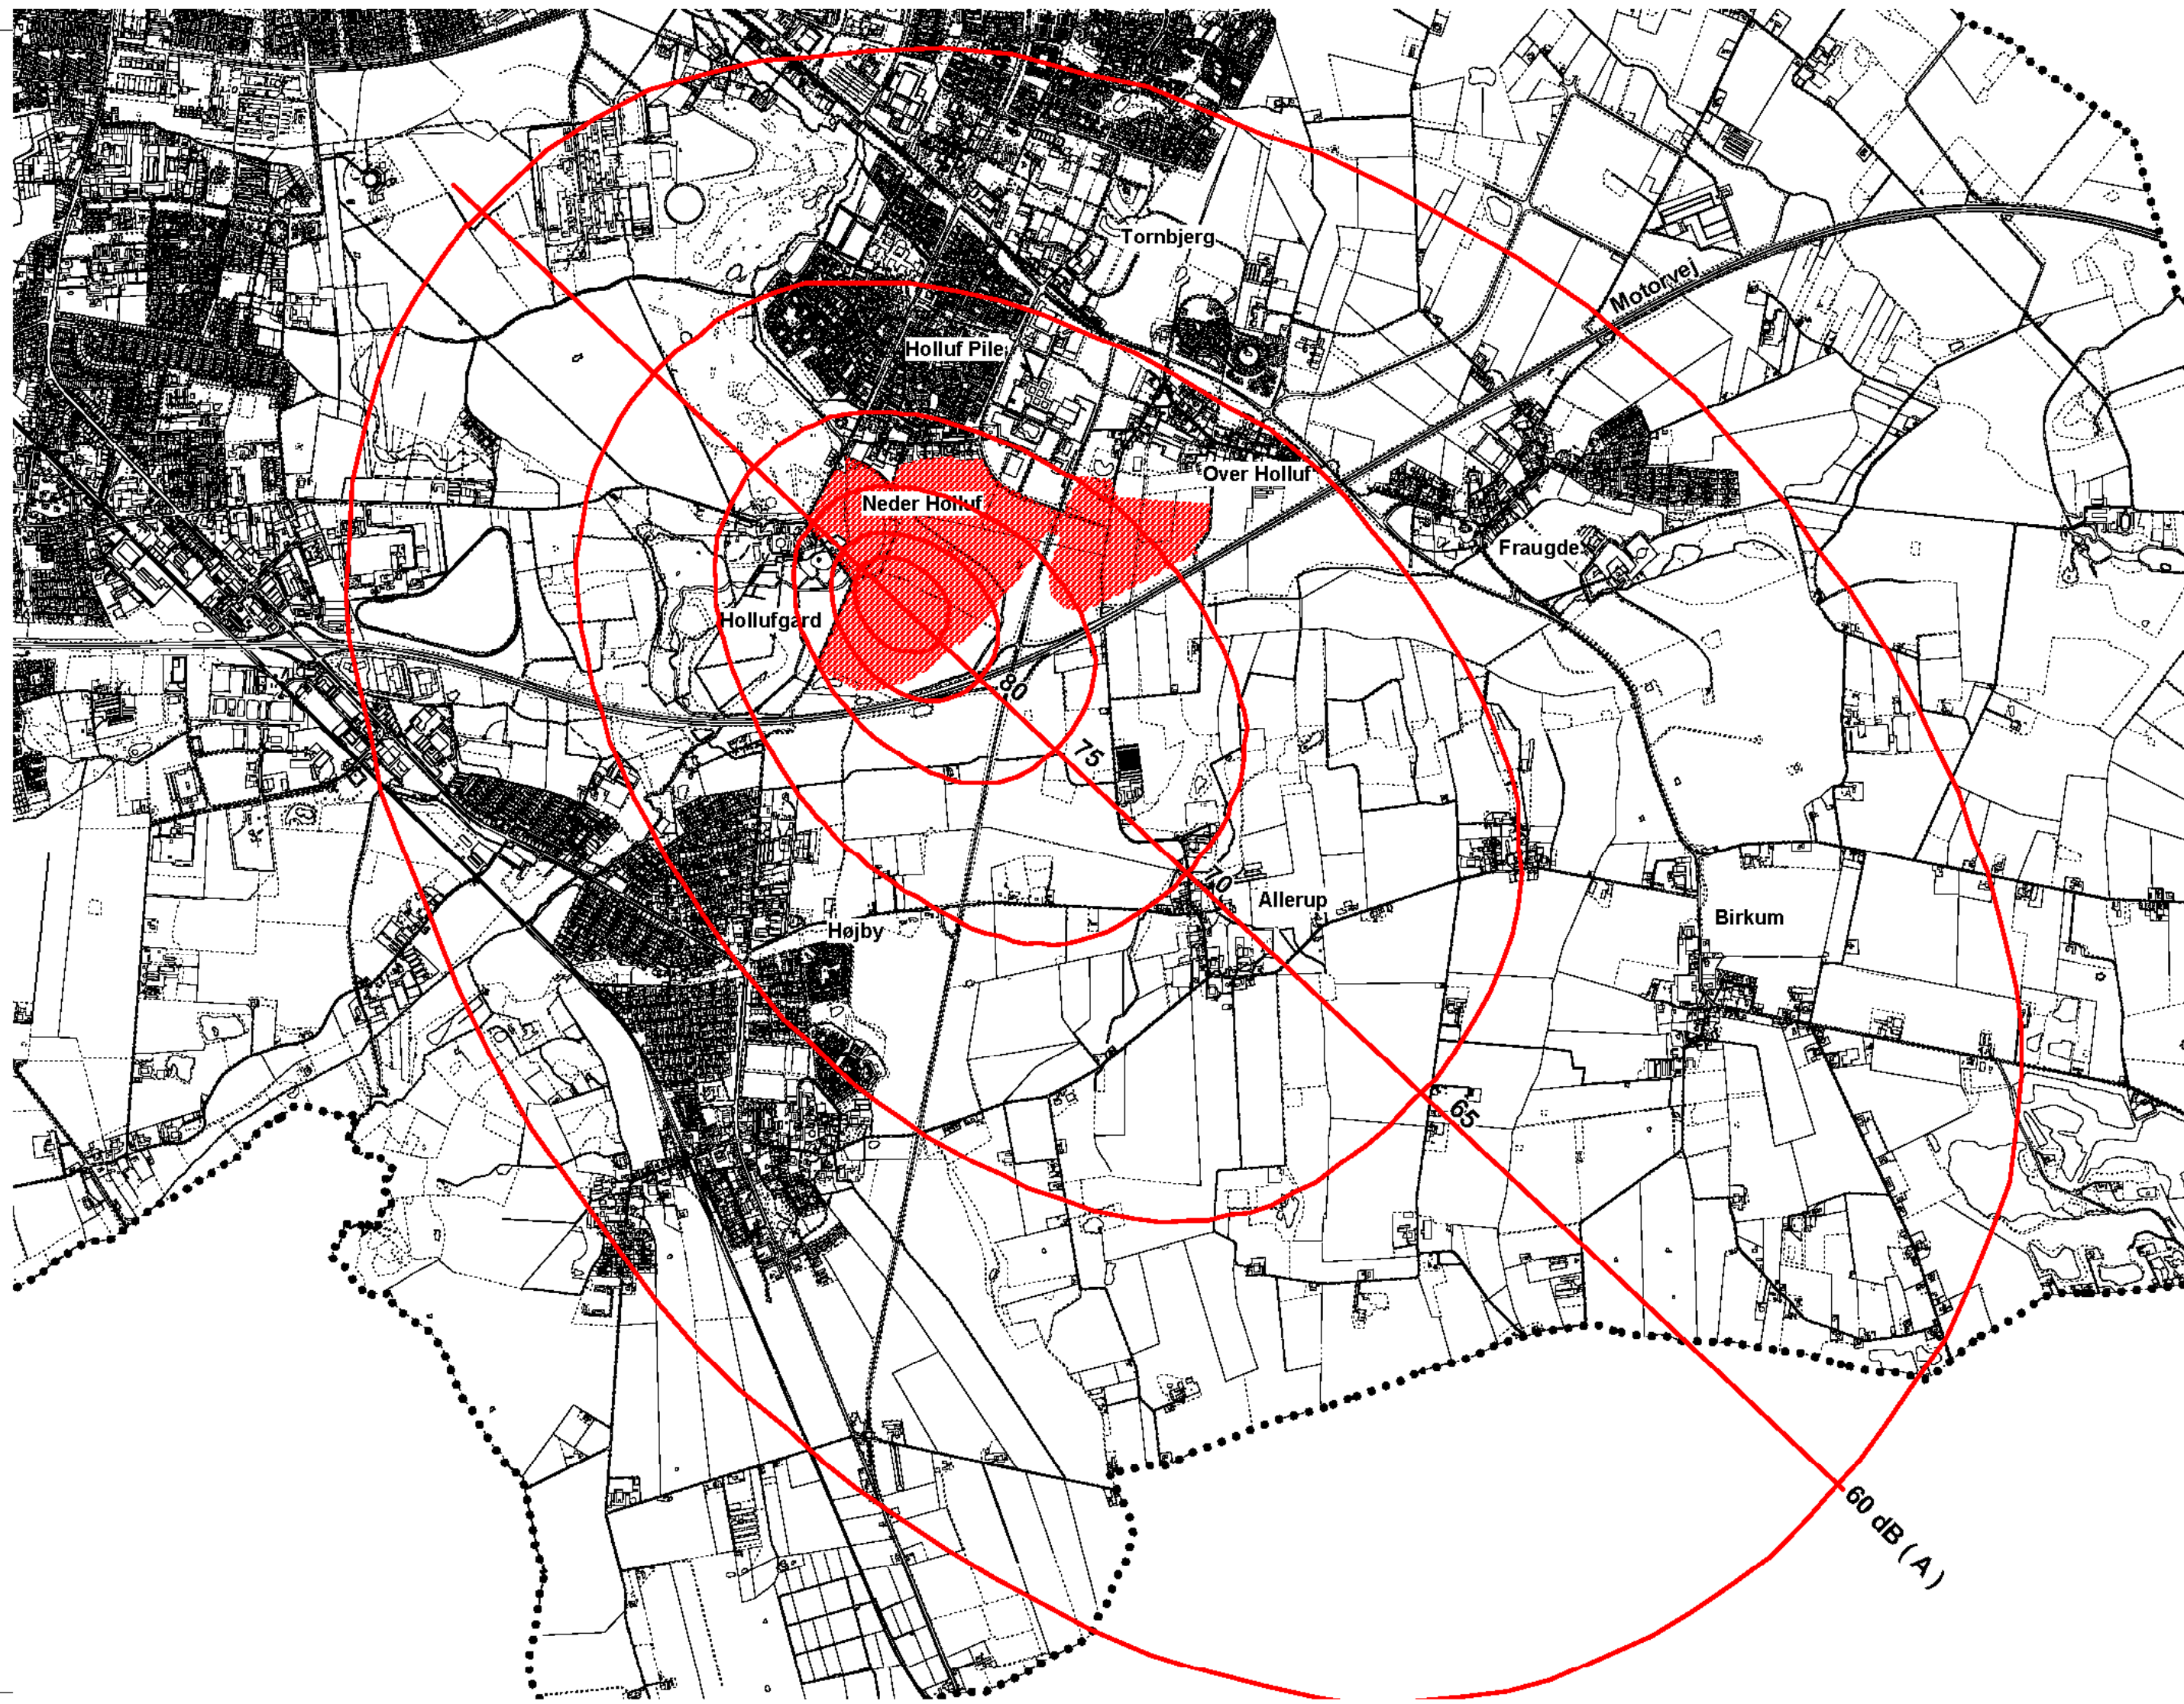 Tornbjerg
Motorvej
Holluf Pile
Over Holluf
Neder Holluf
Fraugde
Hollufgård
80
75
70
Allerup
Birkum
Højby
65
60 dB ( A )